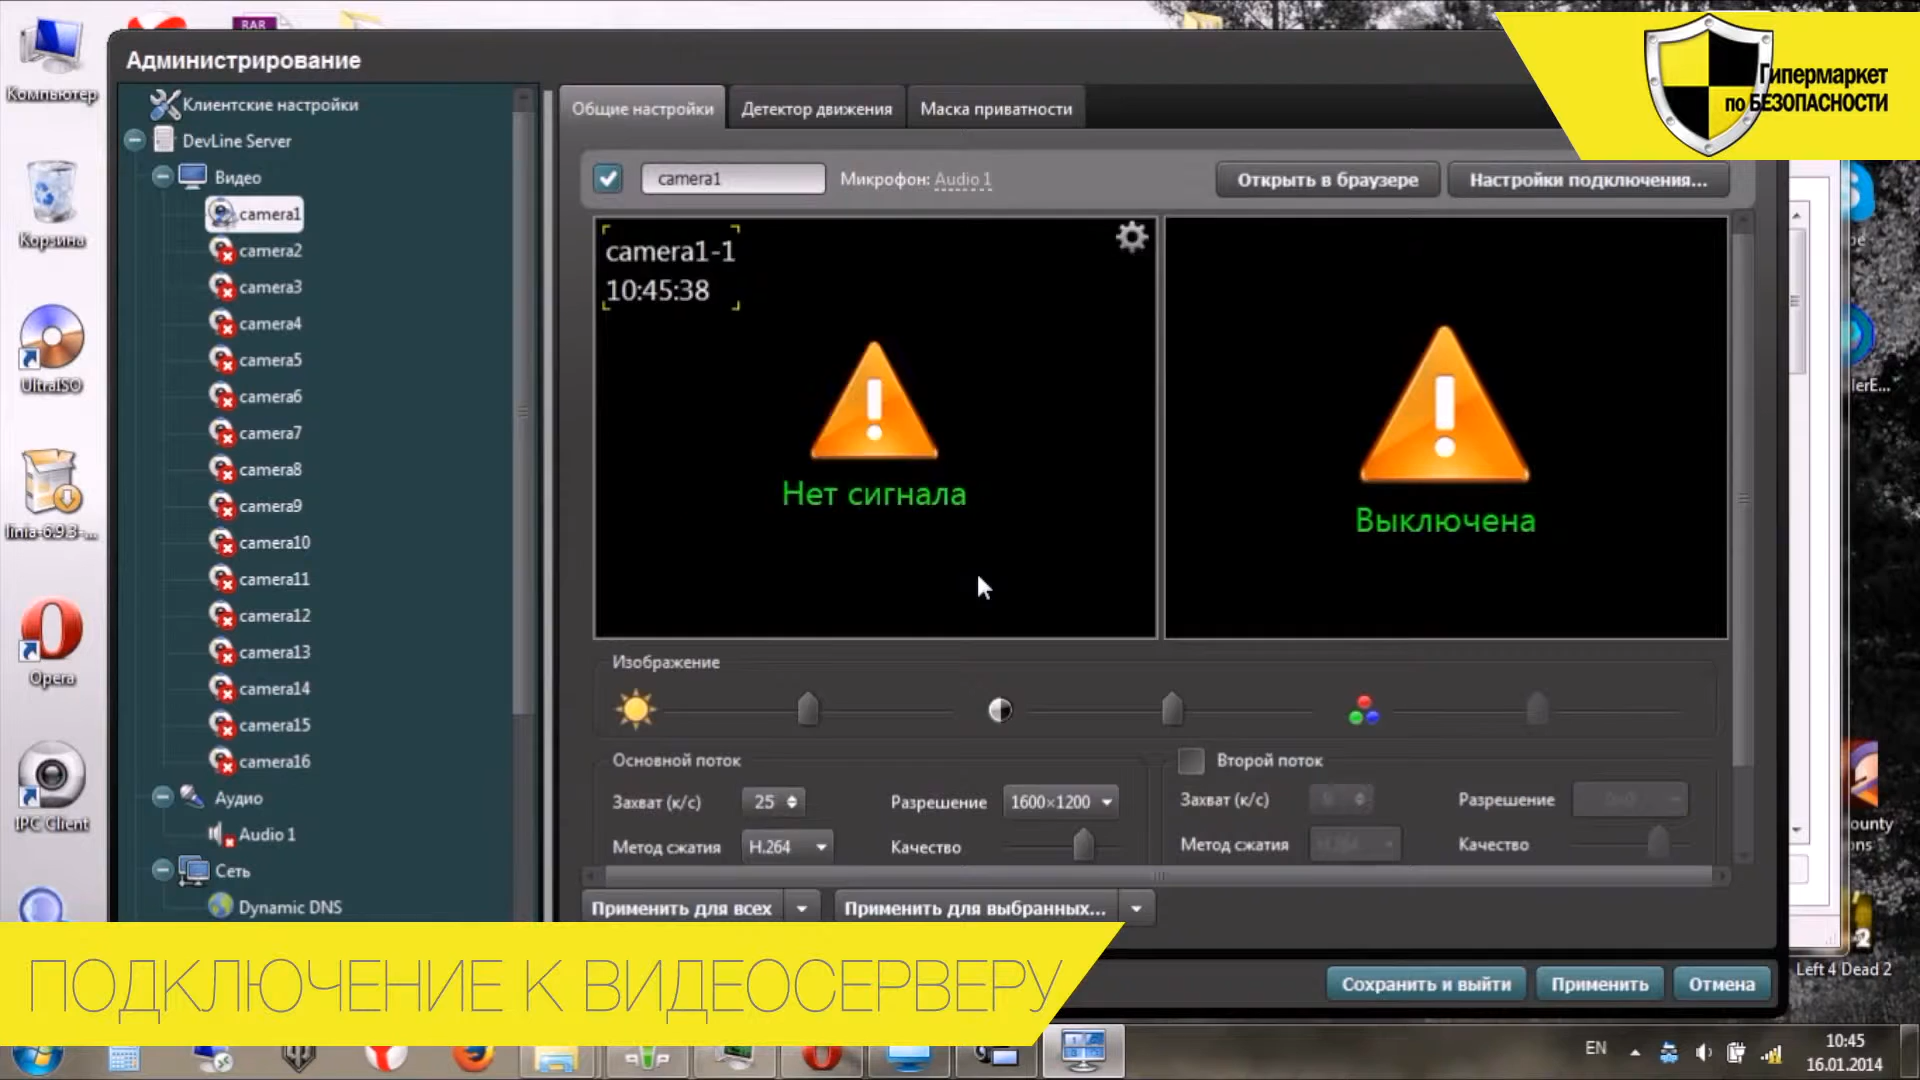 RAR
Гипермаркет
по БЕЗОПАСНОСТИ
Компьютер
Корзина
UltraISO
linia-6.9.3-...
Opera
IPC Client
Администрирование
Клиентские настройки
DevLine Server
Видео
camera1
camera2
camera3
camera4
camera5
camera6
camera7
camera8
camera9
camera10
camera11
camera12
camera13
camera14
camera15
camera16
Аудио
Audio 1
Сеть
Dynamic DNS
Общие настройки
Детектор движения
Маска приватности
camera1
Микрофон: Audio 1
Открыть в браузере
Настройки подключения...
camera1-1
10:45:38
Нет сигнала
Выключена
Изображение
Основной поток
Захват (к/с) 25
Разрешение 1600×1200
Метод сжатия H.264
Качество
Второй поток
Захват (к/с)
Разрешение
Метод сжатия
Качество
Применить для всех
Применить для выбранных...
Сохранить и выйти
Применить
Отмена
Left 4 Dead 2
ПОДКЛЮЧЕНИЕ К ВИДЕОСЕРВЕРУ
EN
10:45
16.01.2014